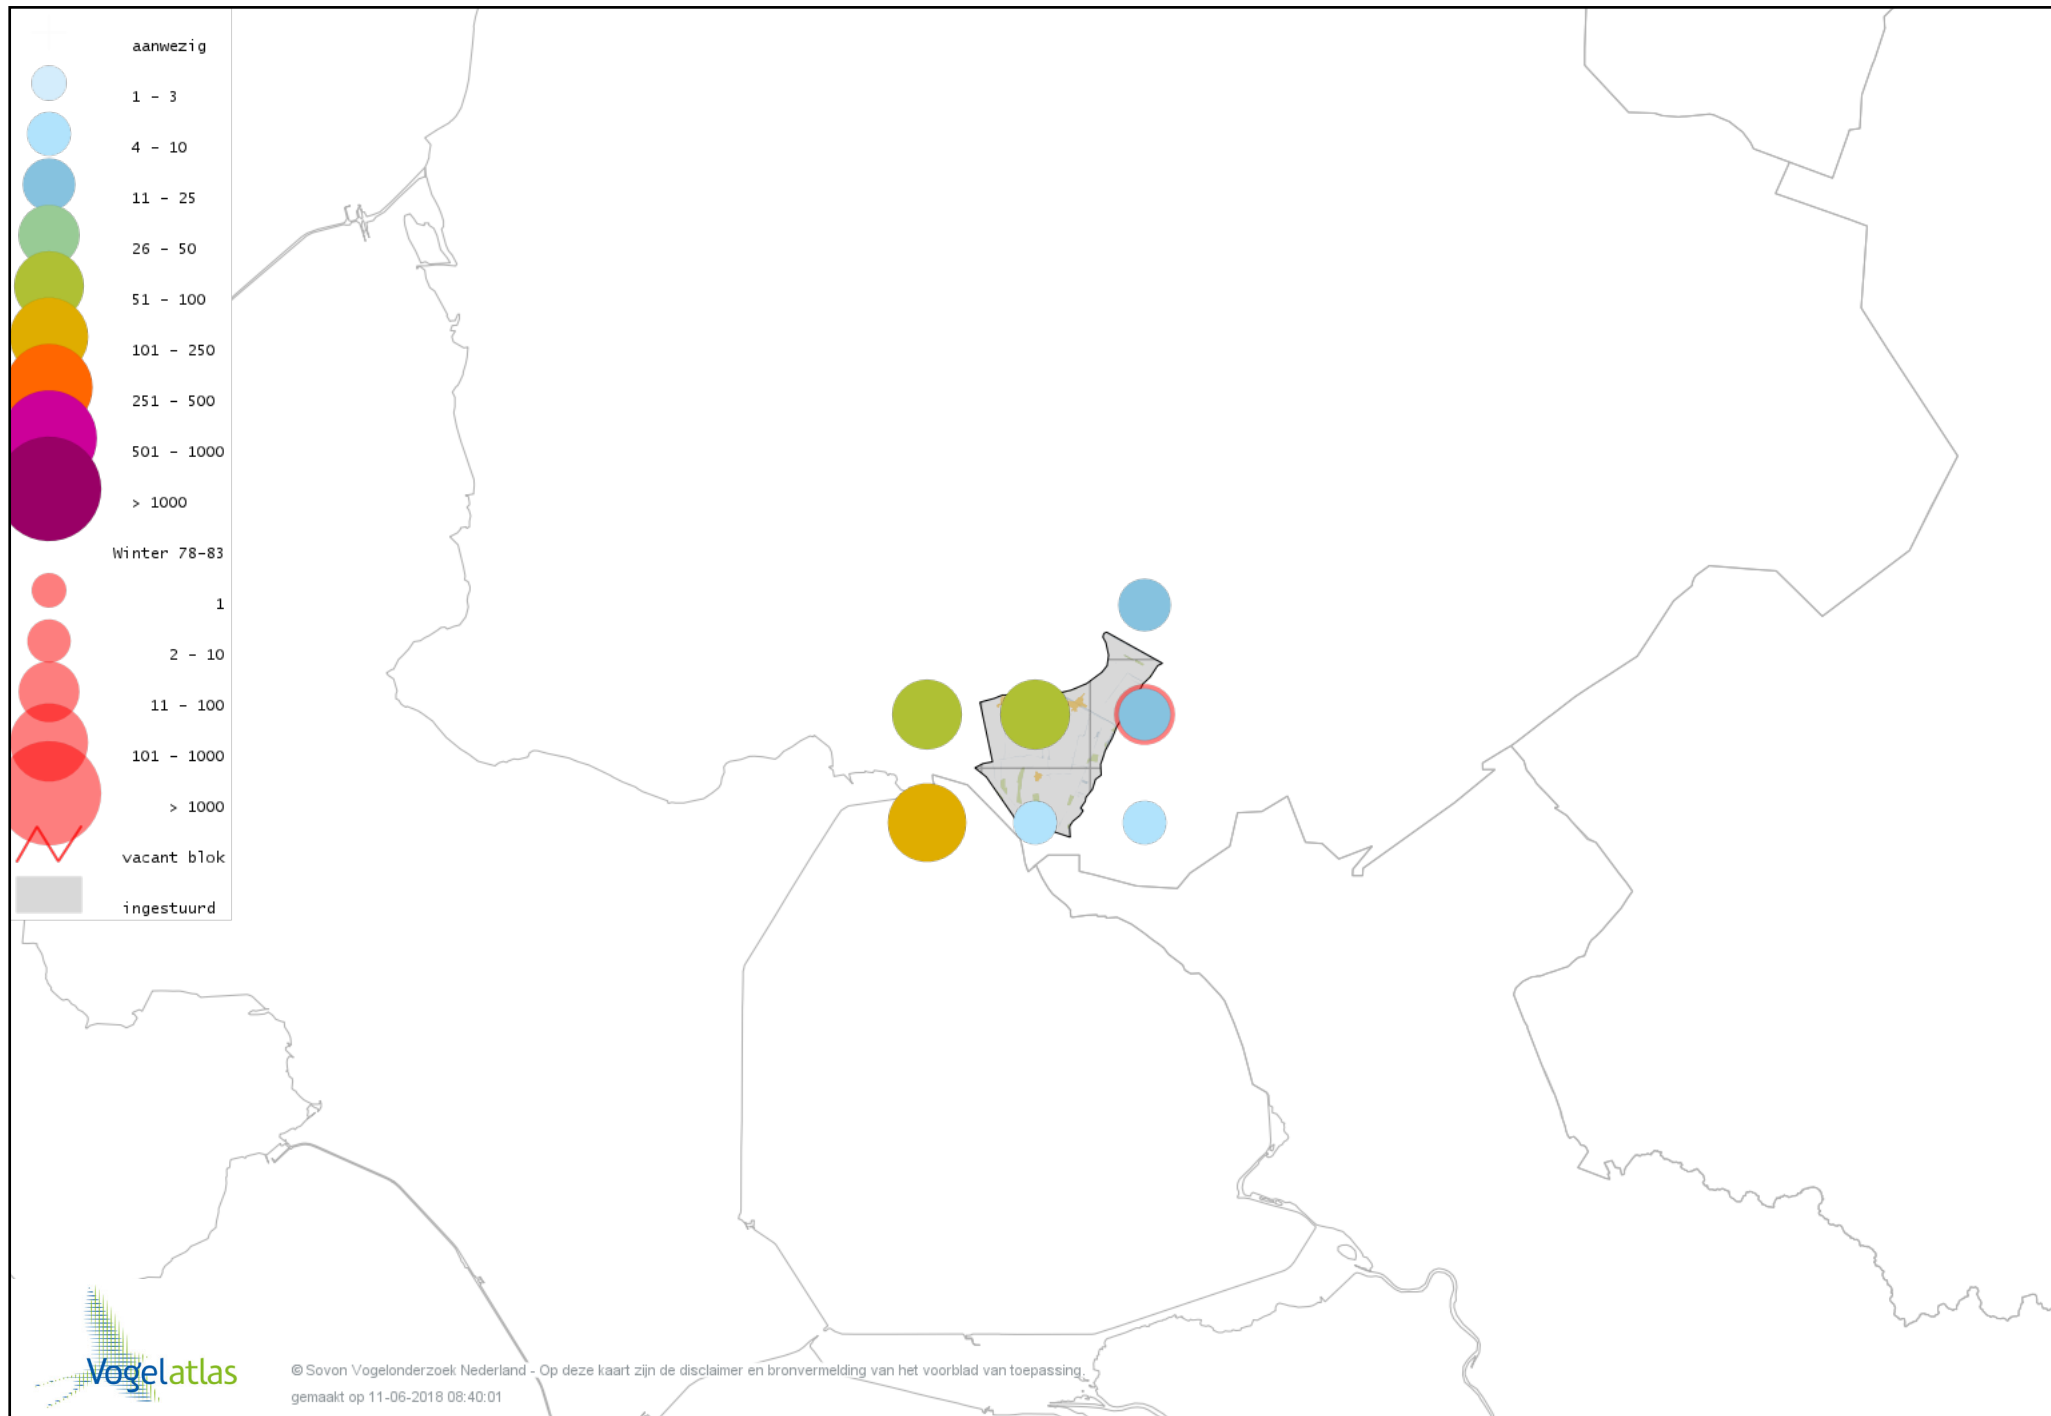 aanwezig
1 - 3
4 - 10
11 - 25
26 - 50
51 - 100
101 - 250
251 - 500
501 - 1000
> 1000
Winter 78-83
1
2 - 10
11 - 100
101 - 1000
> 1000
vacant blok
ingestuurd
Vogelatlas
© Sovon Vogelonderzoek Nederland - Op deze kaart zijn de disclaimer en bronvermelding van het voorblad van toepassing.
gemaakt op 11-06-2018 08:40:01